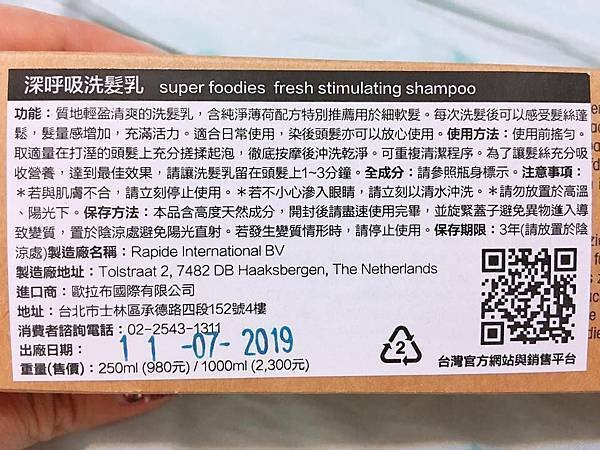 深呼吸洗髮乳 super foodies fresh stimulating shampoo
功能：質地輕盈清爽的洗髮乳，含純淨薄荷配方特別推薦用於細軟髮。每次洗髮後可以感受髮絲蓬
鬆，髮量感增加，充滿活力。適合日常使用，染後頭髮亦可以放心使用。使用方法：使用前搖勻。
取適量在打溼的頭髮上充分搓揉起泡，徹底按摩後沖洗乾淨。可重複清潔程序。為了讓髮絲充分吸
收營養，達到最佳效果，請讓洗髮乳留在頭髮上1~3分鐘。全成分：請參照瓶身標示。注意事項：
＊若與肌膚不合，請立刻停止使用。＊若不小心滲入眼睛，請立刻以清水沖洗。＊請勿放置於高溫
、陽光下。保存方法：本品含高度天然成分，開封後請盡速使用完畢，並旋緊蓋子避免異物進入導
致變質，置於陰涼處避免陽光直射。若發生變質情形時，請停止使用。保存期限：3年(請放置於陰
涼處)製造廠名稱：Rapide International BV
製造廠地址：Tolstraat 2, 7482 DB Haaksbergen, The Netherlands
進口商：歐拉布國際有限公司
地址：台北市士林區承德路四段152號4樓
消費者諮詢電話：02-2543-1311
出廠日期：11-07-2019
重量(售價)：250ml (980元) / 1000ml (2,300元)
2
台灣官方網站與銷售平台